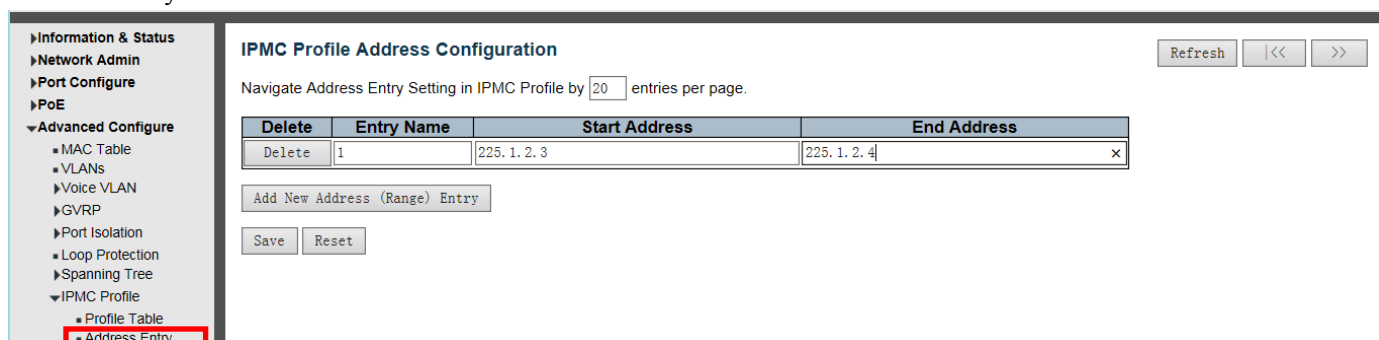 Information & Status
Network Admin
Port Configure
PoE
Advanced Configure
MAC Table
VLANs
Voice VLAN
GVRP
Port Isolation
Loop Protection
Spanning Tree
IPMC Profile
Profile Table
Address Entry
IPMC Profile Address Configuration
Refresh |<< >>
Navigate Address Entry Setting in IPMC Profile by 20 entries per page.
Delete Entry Name Start Address End Address
Delete 1 225.1.2.3 225.1.2.4 ×
Add New Address (Range) Entry
Save Reset